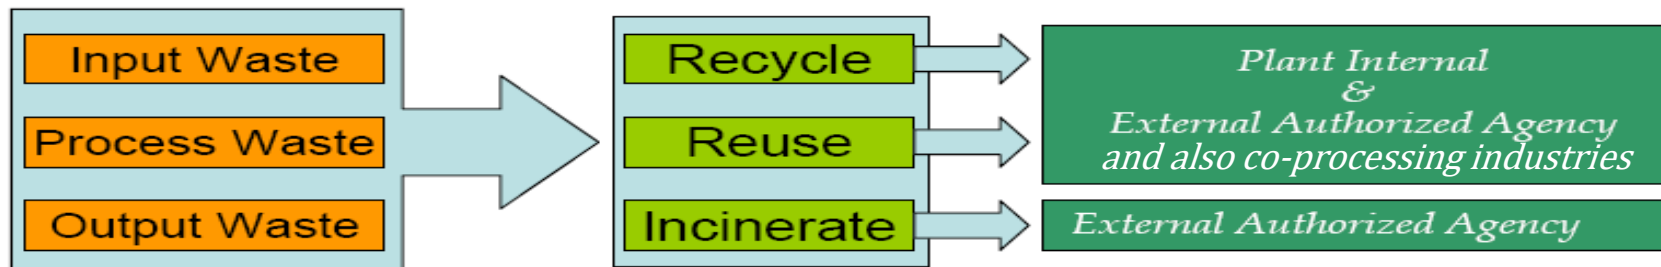 Input Waste
Process Waste
Output Waste
Recycle
Reuse
Incinerate
Plant Internal
&
External Authorized Agency
and also co-processing industries
External Authorized Agency